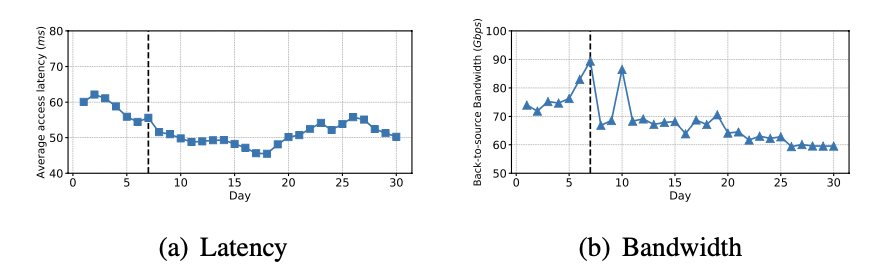 80
70
60
50
40
Average access latency (ms)
0 5 10 15 20 25 30
Day
(a) Latency
100
90
80
70
60
50
Back-to-source Bandwidth (Gbps)
0 5 10 15 20 25 30
Day
(b) Bandwidth